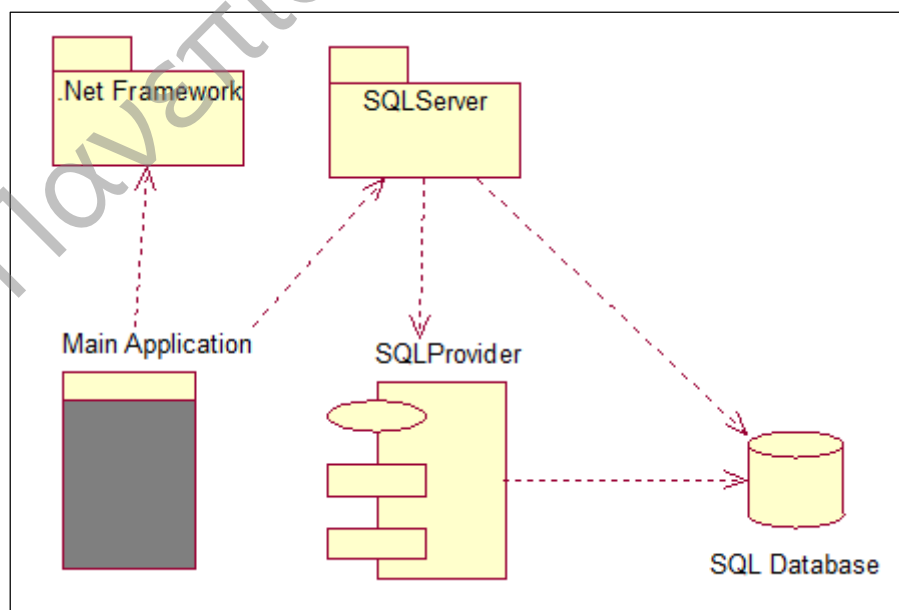 .Net Framework
SQLServer
Main Application
SQLProvider
SQL Database